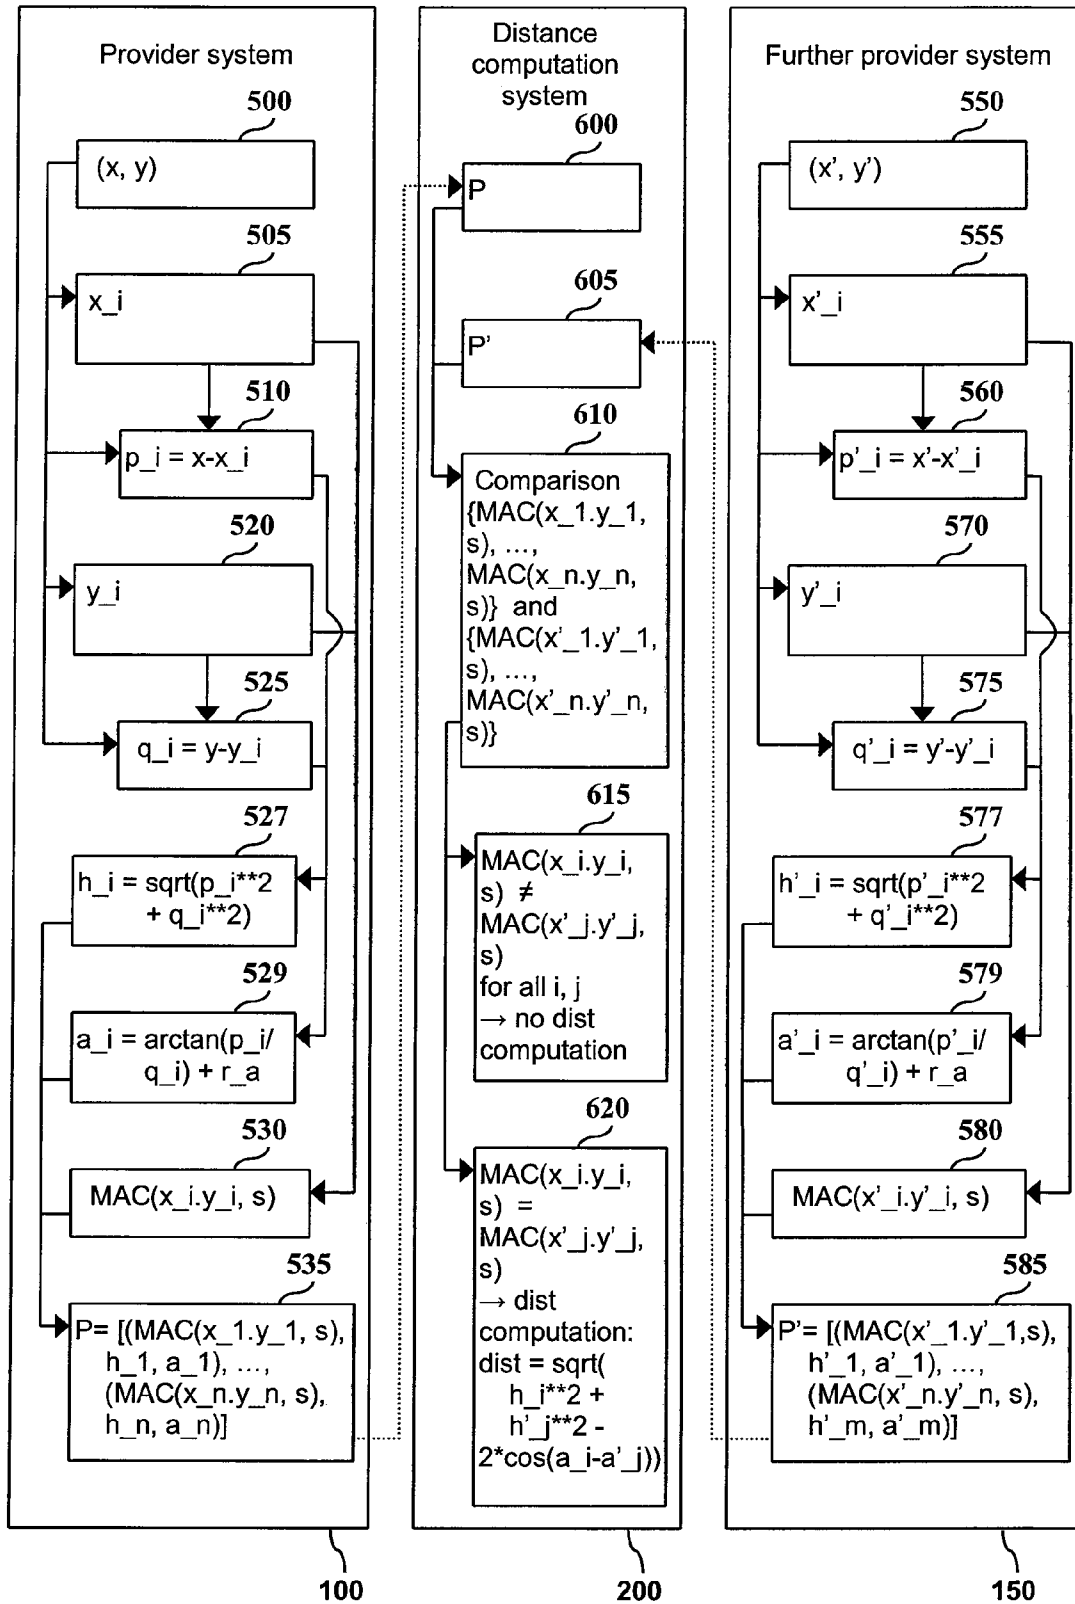 Provider system
500
(x, y)
505
x_i
510
p_i = x-x_i
520
y_i
525
q_i = y-y_i
527
h_i = sqrt(p_i**2
+ q_i**2)
529
a_i = arctan(p_i/
q_i) + r_a
530
MAC(x_i.y_i, s)
535
P= [(MAC(x_1.y_1, s),
h_1, a_1), ...,
(MAC(x_n.y_n, s),
h_n, a_n)]
100
Distance
computation
system
600
P
605
P'
610
Comparison
{MAC(x_1.y_1,
s), ...,
MAC(x_n.y_n,
s)} and
{MAC(x'_1.y'_1,
s), ...,
MAC(x'_n.y'_n,
s)}
615
MAC(x_i.y_i,
s) ≠
MAC(x'_j.y'_j,
s)
for all i, j
→ no dist
computation
620
MAC(x_i.y_i,
s) =
MAC(x'_j.y'_j,
s)
→ dist
computation:
dist = sqrt(
h_i**2 +
h'_j**2 -
2*cos(a_i-a'_j))
200
Further provider system
550
(x', y')
555
x'_i
560
p'_i = x'-x'_i
570
y'_i
575
q'_i = y'-y'_i
577
h'_i = sqrt(p'_i**2
+ q'_i**2)
579
a'_i = arctan(p'_i/
q'_i) + r_a
580
MAC(x'_i.y'_i, s)
585
P'= [(MAC(x'_1.y'_1,s),
h'_1, a'_1), ...,
(MAC(x'_n.y'_n, s),
h'_m, a'_m)]
150